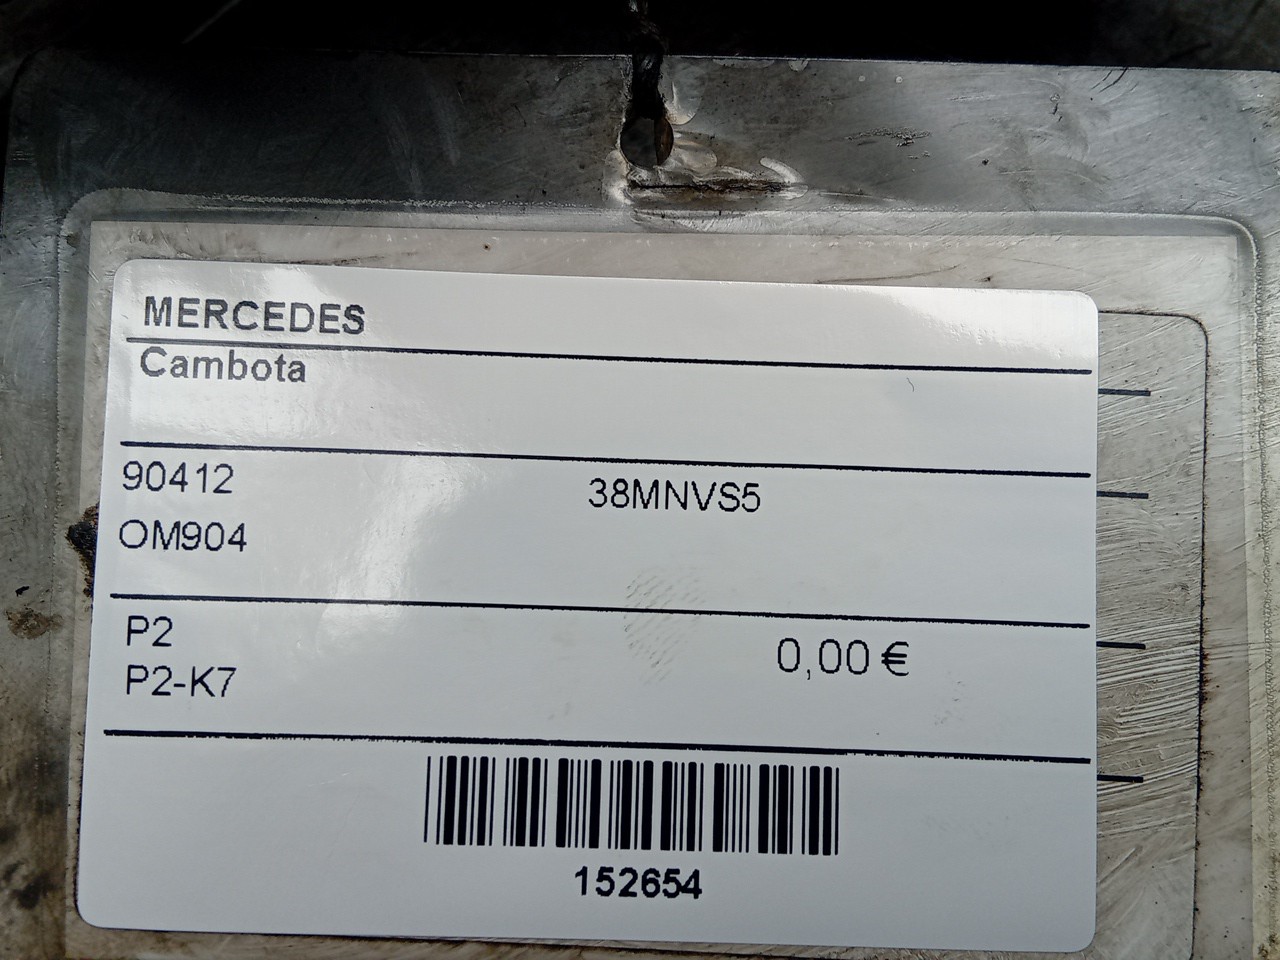 MERCEDES
Cambota
90412 38MNVS5
OM904
P2 0,00 €
P2-K7
152654